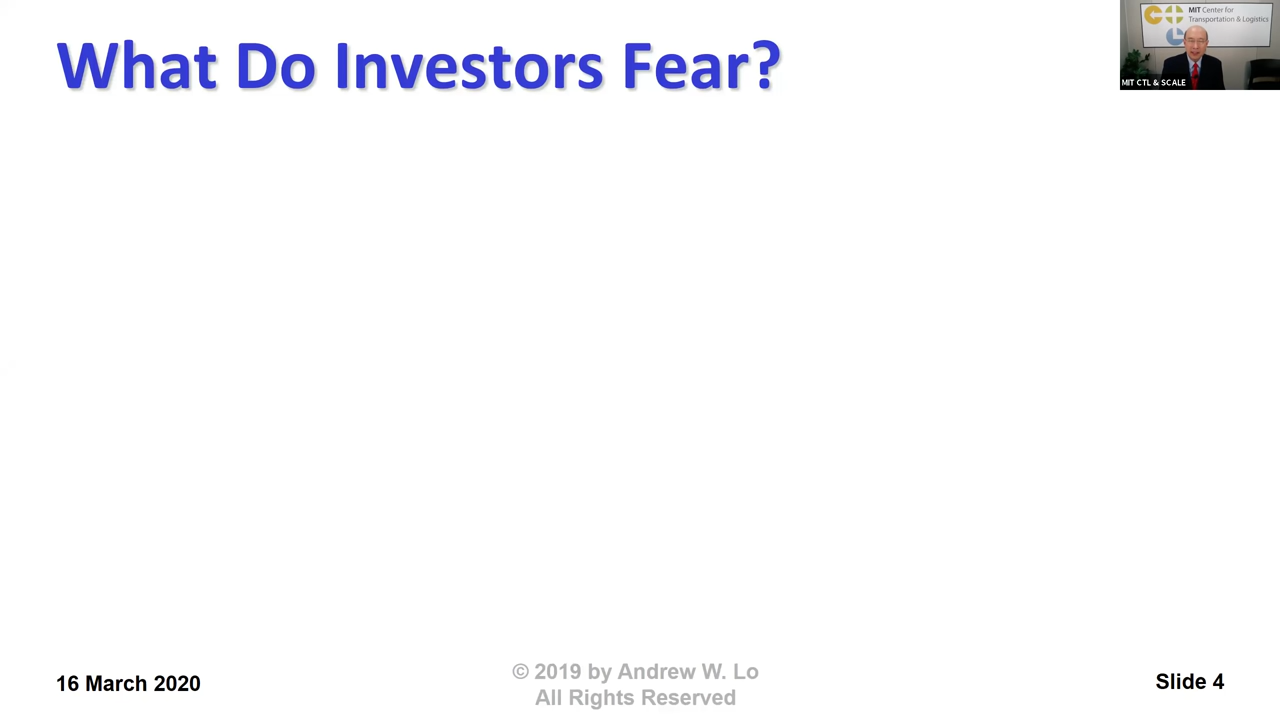 What Do Investors Fear?
MIT Center for
Transportation & Logistics
MIT CTL & SCALE
16 March 2020
© 2019 by Andrew W. Lo
All Rights Reserved
Slide 4